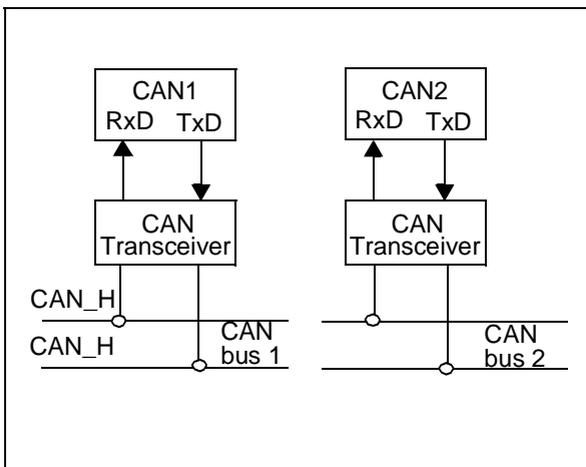 CAN1
RxD TxD
CAN2
RxD TxD
CAN
Transceiver
CAN
Transceiver
CAN_H
CAN_H
CAN
bus 1
CAN
bus 2